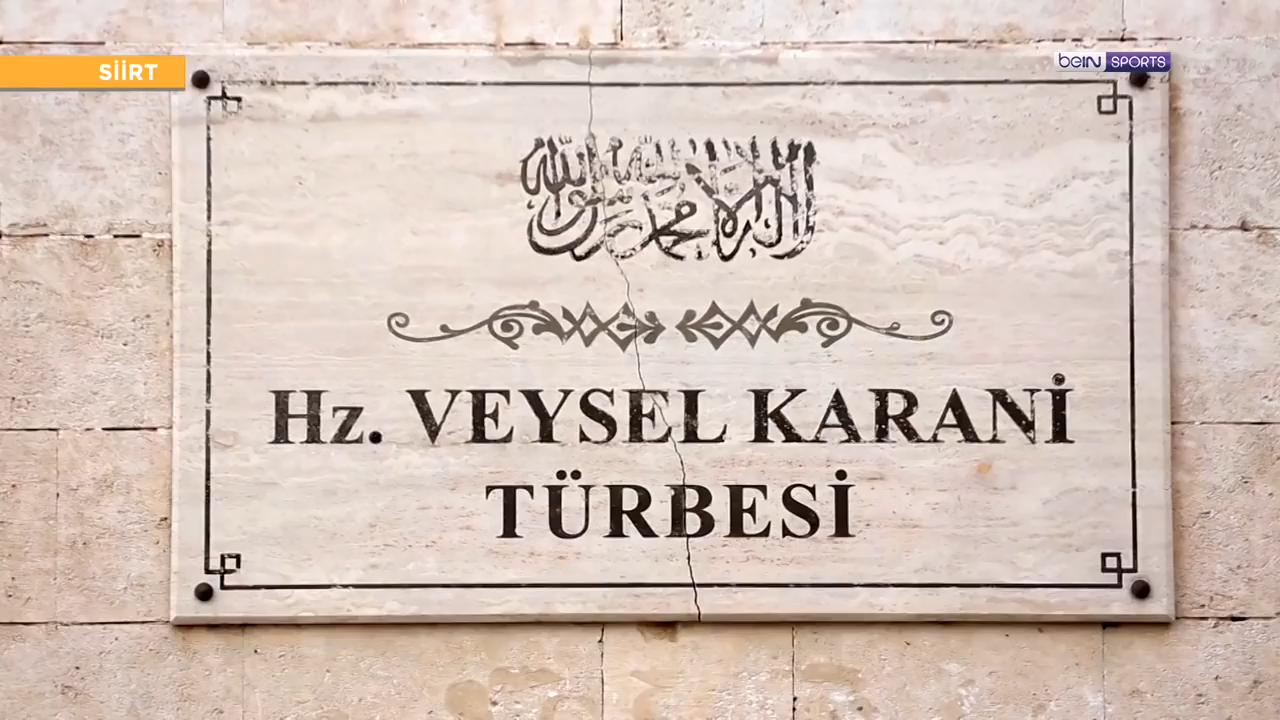 SİİRT
beIN SPORTS
لا إله إلا الله محمد رسول الله
Hz. VEYSEL KARANİ
TÜRBESİ